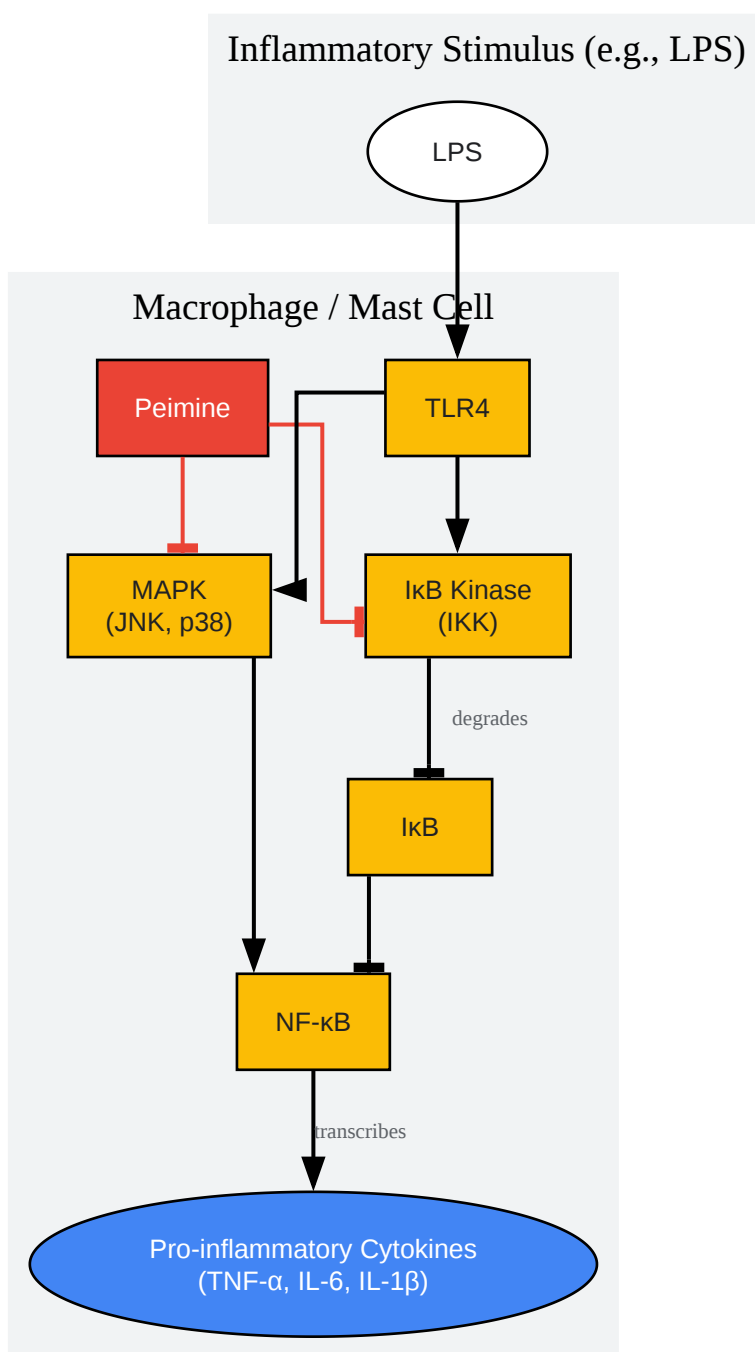 Inflammatory Stimulus (e.g., LPS)
LPS
Macrophage / Mast Cell
Peimine
TLR4
MAPK
(JNK, p38)
IκB Kinase
(IKK)
degrades
IκB
NF-κB
transcribes
Pro-inflammatory Cytokines
(TNF-α, IL-6, IL-1β)